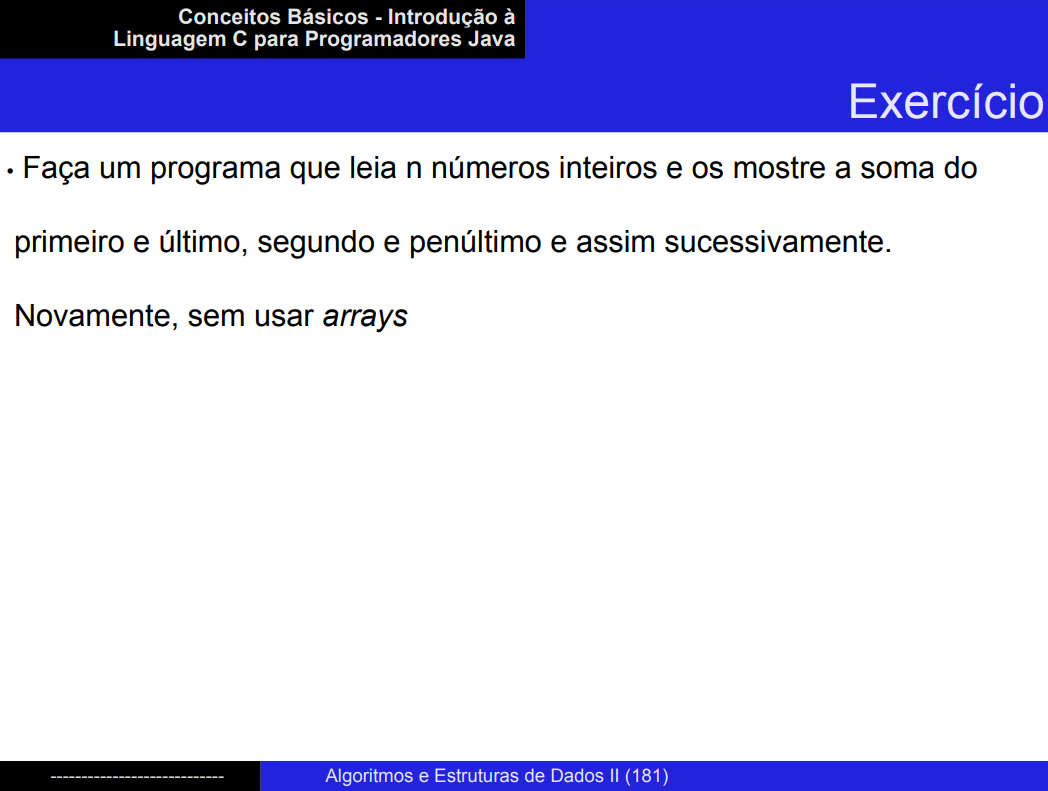 Conceitos Básicos - Introdução à
Linguagem C para Programadores Java
Exercício
• Faça um programa que leia n números inteiros e os mostre a soma do
primeiro e último, segundo e penúltimo e assim sucessivamente.
Novamente, sem usar arrays
----------------------------
Algoritmos e Estruturas de Dados II (181)